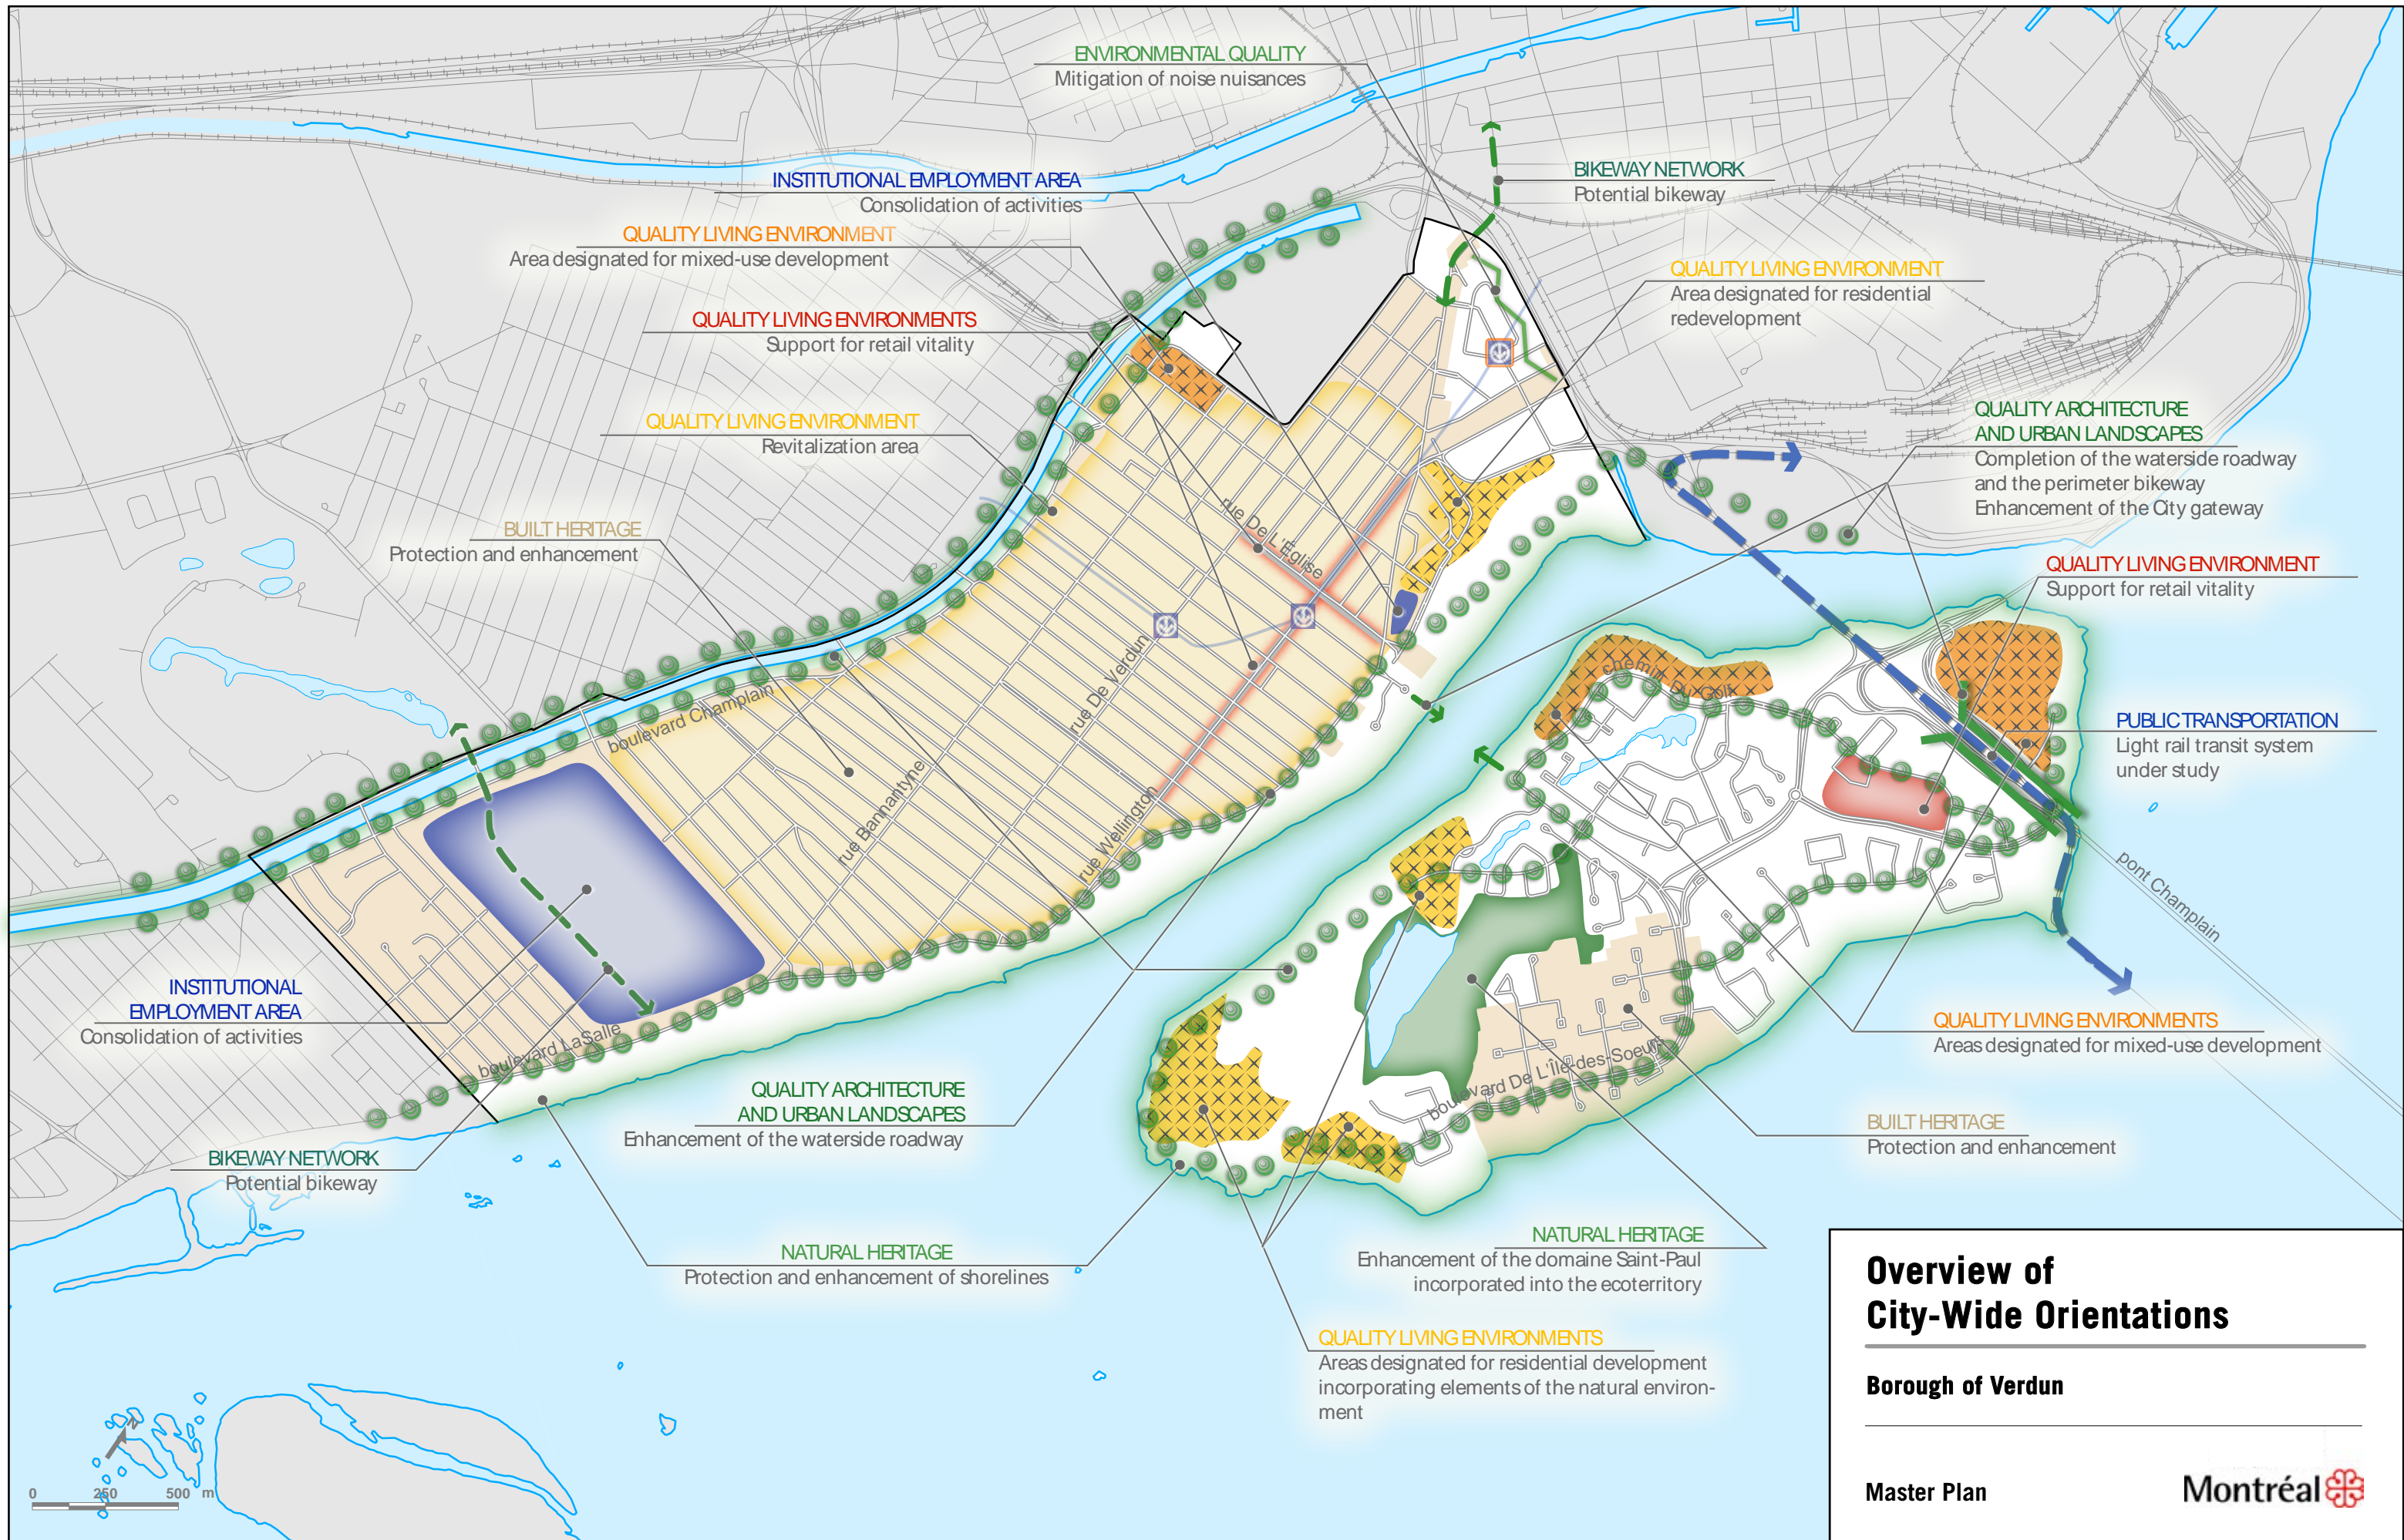 ENVIRONMENTAL QUALITY
Mitigation of noise nuisances
INSTITUTIONAL EMPLOYMENT AREA
Consolidation of activities
BIKEWAY NETWORK
Potential bikeway
QUALITY LIVING ENVIRONMENT
Area designated for mixed-use development
QUALITY LIVING ENVIRONMENT
Area designated for residential
redevelopment
QUALITY LIVING ENVIRONMENTS
Support for retail vitality
QUALITY LIVING ENVIRONMENT
Revitalization area
QUALITY ARCHITECTURE
AND URBAN LANDSCAPES
Completion of the waterside roadway
and the perimeter bikeway
Enhancement of the City gateway
BUILT HERITAGE
Protection and enhancement
rue De L'Église
QUALITY LIVING ENVIRONMENT
Support for retail vitality
boulevard Champlain
rue De Verdun
chemin Du Golf
PUBLIC TRANSPORTATION
Light rail transit system
under study
rue Bannantyne
rue Wellington
pont Champlain
INSTITUTIONAL
EMPLOYMENT AREA
Consolidation of activities
boulevard LaSalle
boulevard De L'Île-des-Soeurs
QUALITY LIVING ENVIRONMENTS
Areas designated for mixed-use development
QUALITY ARCHITECTURE
AND URBAN LANDSCAPES
Enhancement of the waterside roadway
BUILT HERITAGE
Protection and enhancement
BIKEWAY NETWORK
Potential bikeway
NATURAL HERITAGE
Protection and enhancement of shorelines
NATURAL HERITAGE
Enhancement of the domaine Saint-Paul
incorporated into the ecoterritory
QUALITY LIVING ENVIRONMENTS
Areas designated for residential development
incorporating elements of the natural environ-
ment
N
0 250 500 m
Overview of
City-Wide Orientations
Borough of Verdun
Master Plan
Montréal